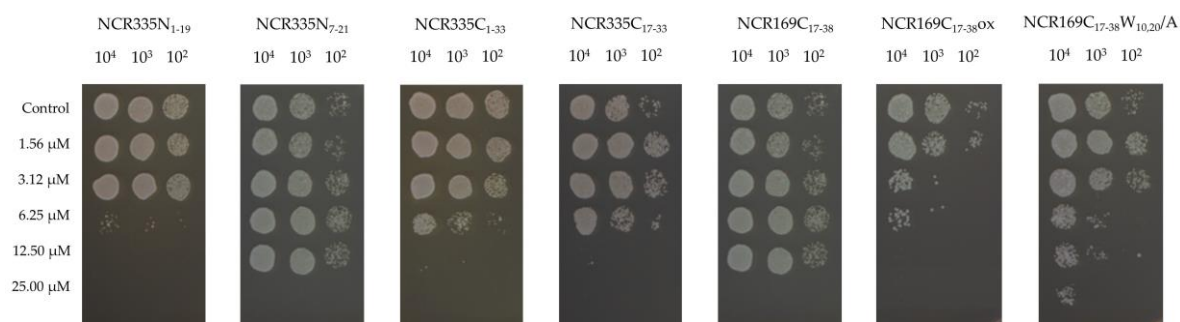 NCR335N₁₋₁₉ NCR335N₇₋₂₁ NCR335C₁₋₃₃ NCR335C₁₇₋₃₃ NCR169C₁₇₋₃₈ NCR169C₁₇₋₃₈ox NCR169C₁₇₋₃₈W₁₀,₂₀/A
10⁴ 10³ 10² 10⁴ 10³ 10² 10⁴ 10³ 10² 10⁴ 10³ 10² 10⁴ 10³ 10² 10⁴ 10³ 10² 10⁴ 10³ 10²
Control
1.56 µM
3.12 µM
6.25 µM
12.50 µM
25.00 µM